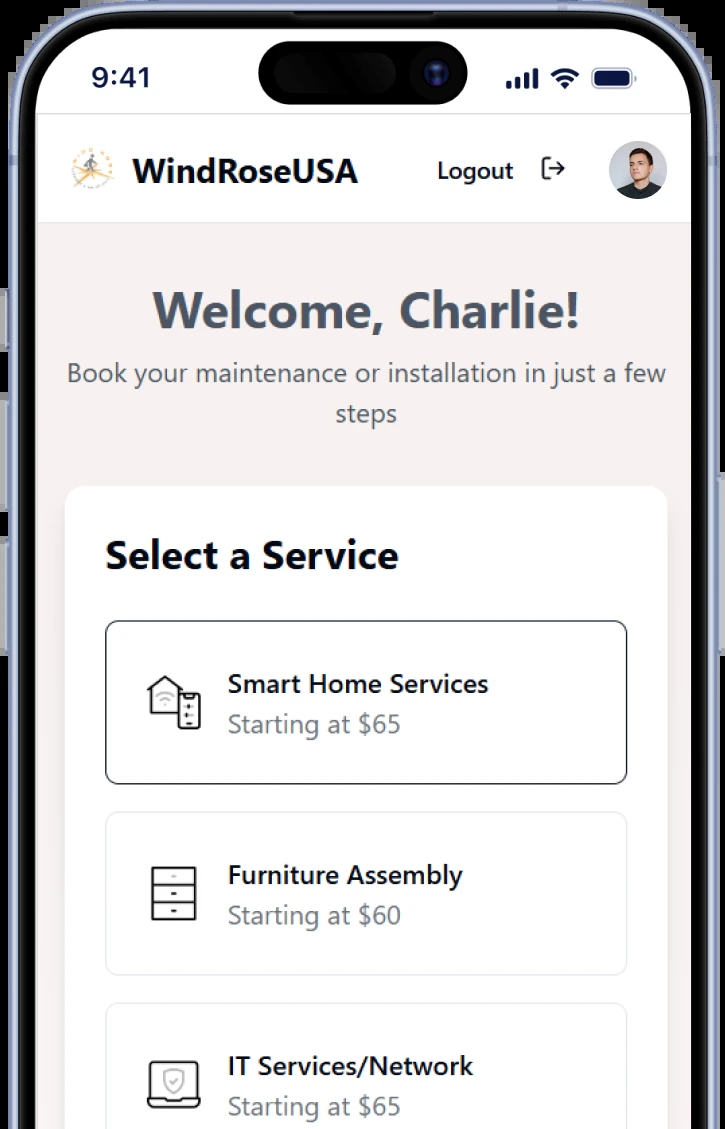 9:41
WindRoseUSA
Logout
Welcome, Charlie!
Book your maintenance or installation in just a few
steps
Select a Service
Smart Home Services
Starting at $65
Furniture Assembly
Starting at $60
IT Services/Network
Starting at $65